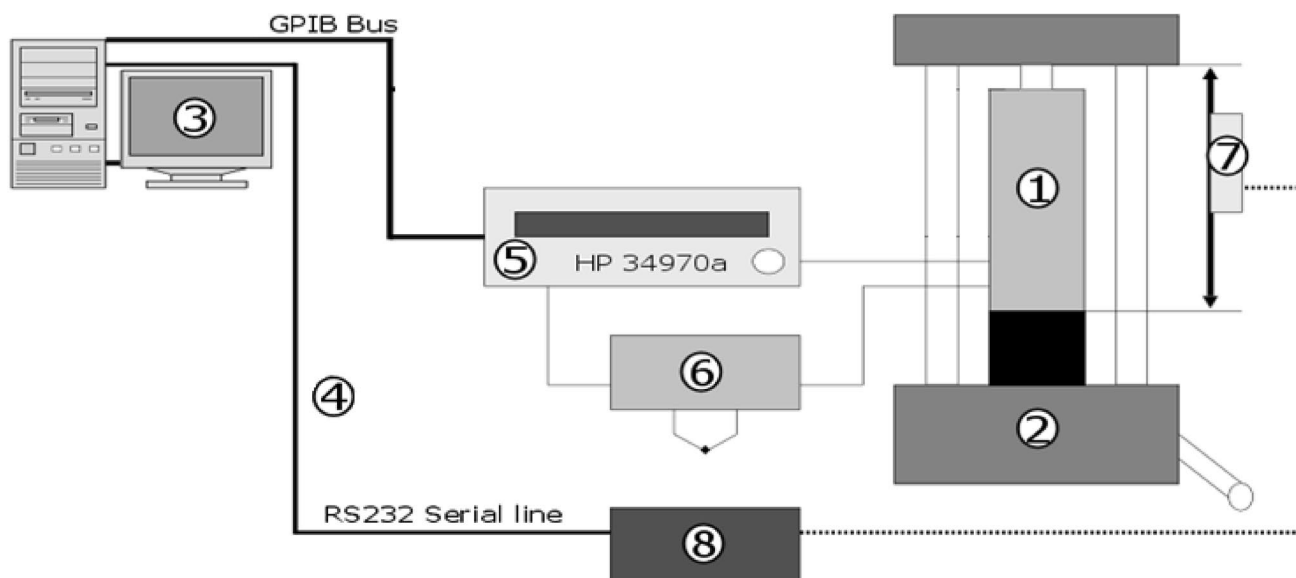 GPIB Bus
③
①
⑦
⑤
HP 34970a
⑥
④
②
RS232 Serial line
⑧